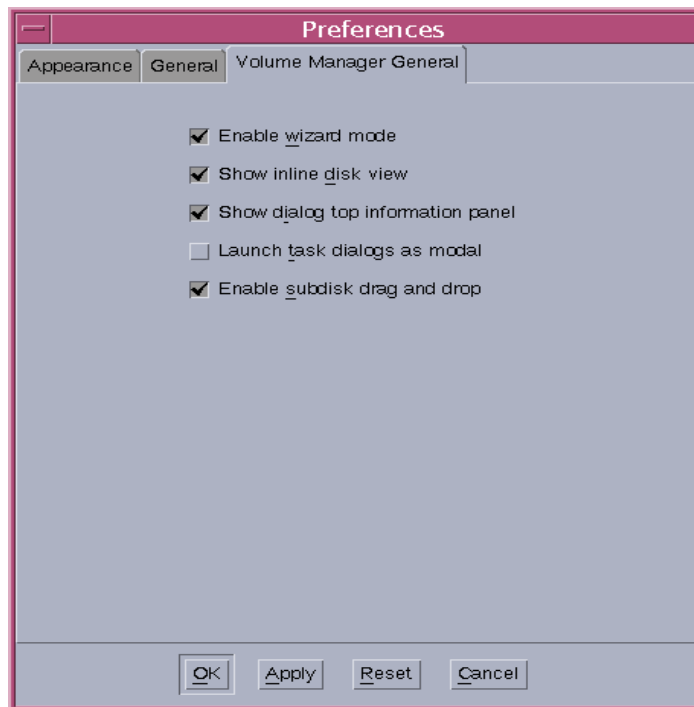 Preferences
Appearance General Volume Manager General
Enable wizard mode
Show inline disk view
Show dialog top information panel
Launch task dialogs as modal
Enable subdisk drag and drop
OK Apply Reset Cancel